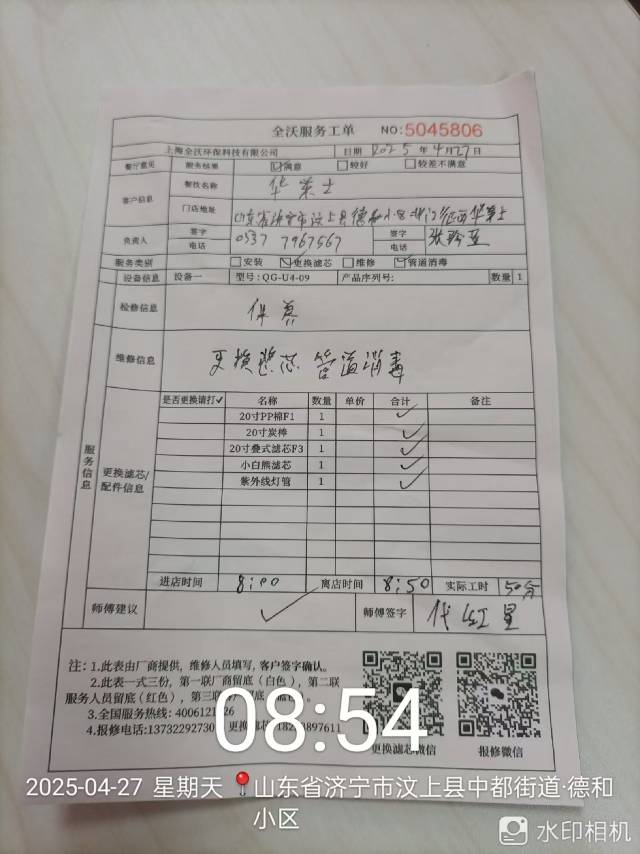 全沃服务工单 NO:5045806
上海全沃环保科技有限公司 日期 2025 年 4月27日
餐厅意见 服务结果 ☑满意 □较好 □较差不满意
客户信息 餐饮名称 华莱士
门店地址 山东省济宁市汶上县德和小区北门往西华莱士
负责人 签字 电话 0537 7967567 签字 电话
服务类别 □安装 ☑更换滤芯 □维修 ☑管道消毒
设备信息 设备一 型号:QG-U4-09 产品序列号: 数量 1
检修信息 保养
维修信息 更换滤芯 管道消毒
服务信息 更换滤芯/配件信息
是否更换请打✓ 名称 数量 单价 合计 备注
20寸PP棉F1 1 ✓
20寸炭棒 1 ✓
20寸叠式滤芯F3 1 ✓
小白熊滤芯 1 ✓
紫外线灯管 1 ✓
进店时间 8:00 离店时间 8:50 实际工时 50分
师傅建议 ✓ 师傅签字 代红星
注: 1.此表由厂商提供, 维修人员填写, 客户签字确认。
2.此表一式三份, 第一联厂商留底(白色), 第二联
服务人员留底(红色), 第三联
3.全国服务热线: 4006121
4.报修电话:13732292730 更换滤芯
更换滤芯微信 报修微信
08:54
2025-04-27 星期天 山东省济宁市汶上县中都街道·德和
小区
水印相机